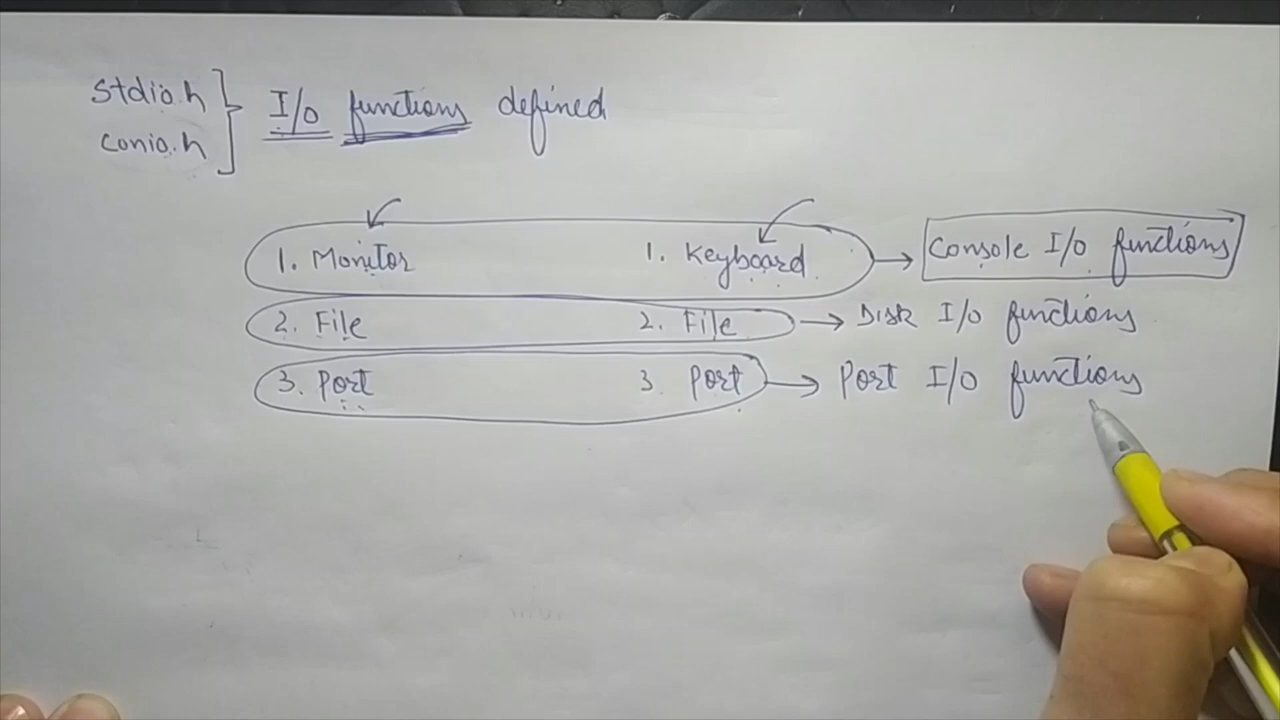 stdio.h
conio.h } I/o functions defined
1. Monitor 1. Keyboard → Console I/o functions
2. File 2. File → Disk I/o functions
3. Port 3. Port → Port I/o functions